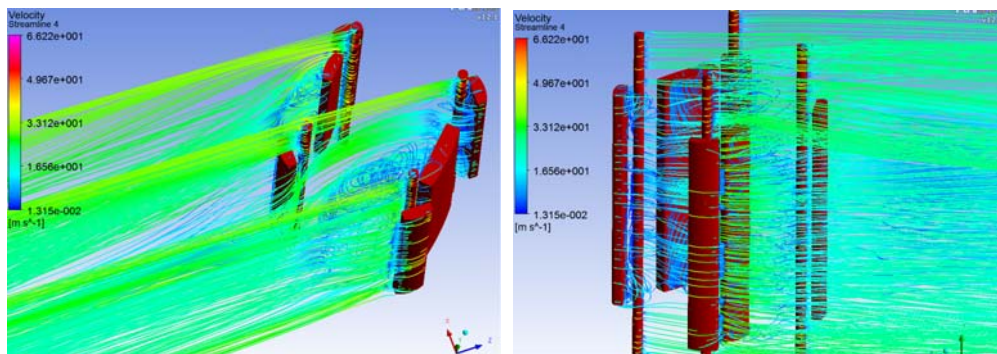 Velocity
Streamline 4
6.622e+001
4.967e+001
3.312e+001
1.656e+001
1.315e-002
[m s^-1]
Z
Velocity
Streamline 4
6.622e+001
4.967e+001
3.312e+001
1.656e+001
1.315e-002
[m s^-1]